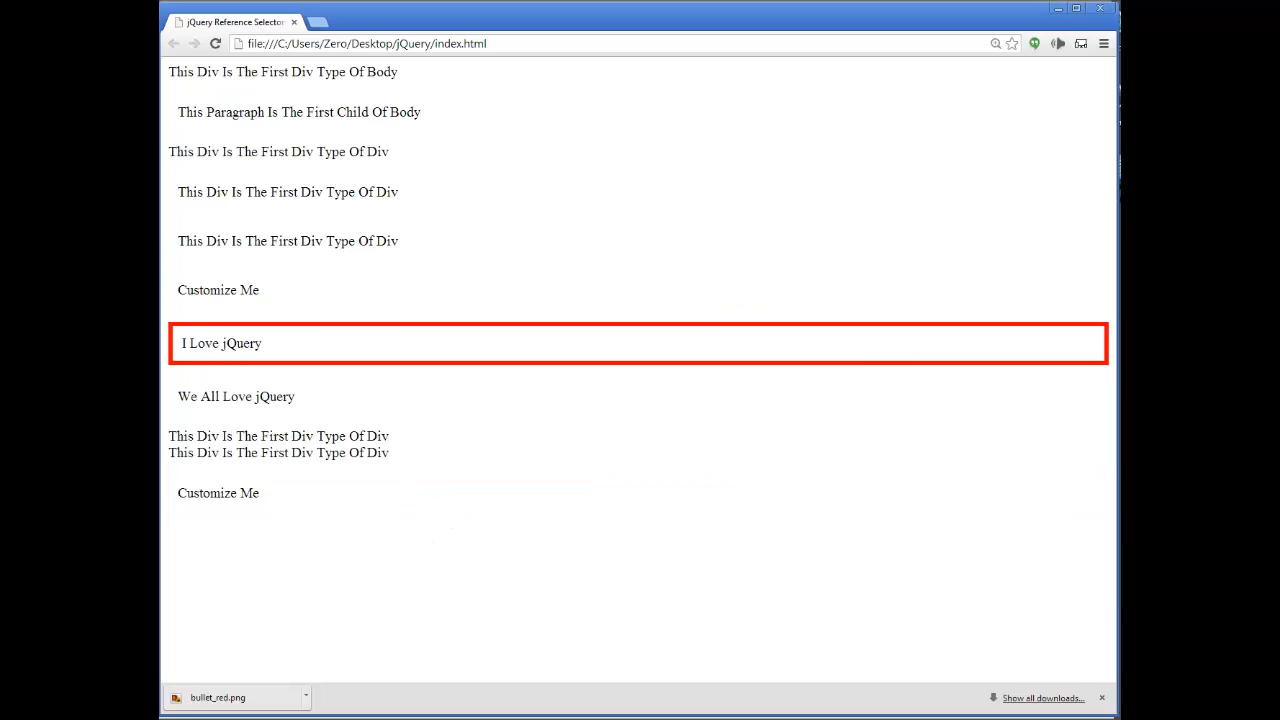 jQuery Reference Selector
file:///C:/Users/Zero/Desktop/jQuery/index.html
This Div Is The First Div Type Of Body
This Paragraph Is The First Child Of Body
This Div Is The First Div Type Of Div
This Div Is The First Div Type Of Div
This Div Is The First Div Type Of Div
Customize Me
I Love jQuery
We All Love jQuery
This Div Is The First Div Type Of Div
This Div Is The First Div Type Of Div
Customize Me
bullet_red.png
Show all downloads...